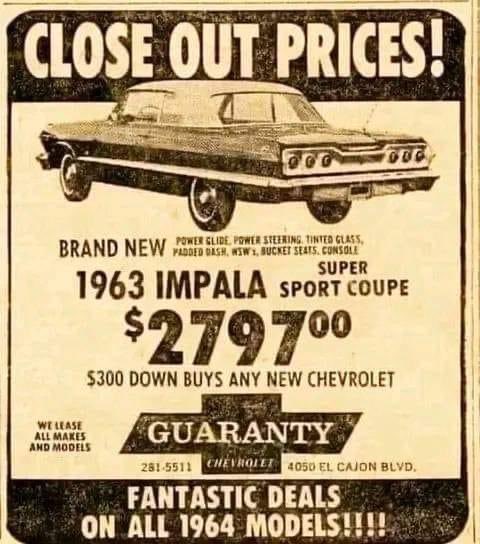 CLOSE OUT PRICES!
BRAND NEW POWER GLIDE, POWER STEERING, TINTED GLASS,
PADDED DASH, WSW's, BUCKET SEATS, CONSOLE
1963 IMPALA SUPER
SPORT COUPE
$2797 00
$300 DOWN BUYS ANY NEW CHEVROLET
WE LEASE
ALL MAKES
AND MODELS
GUARANTY
281-5511 CHEVROLET 4050 EL CAJON BLVD.
FANTASTIC DEALS
ON ALL 1964 MODELS!!!!